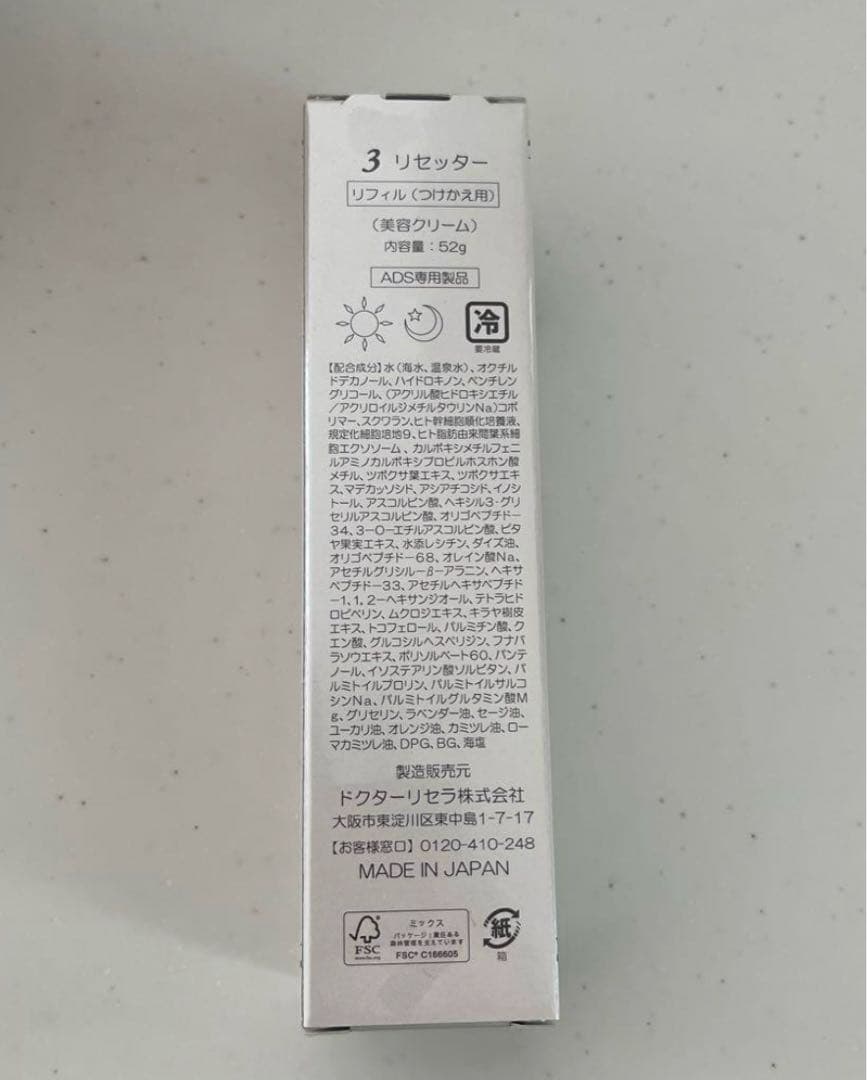 3 リセッター
リフィル（つけかえ用）
（美容クリーム）
内容量：52g
ADS専用製品
冷
要冷蔵
【配合成分】水（海水、温泉水）、オクチル
ドデカノール、ハイドロキノン、ペンチレン
グリコール、（アクリル酸ヒドロキシエチル
／アクリロイルジメチルタウリンNa）コポ
リマー、スクワラン、ヒト幹細胞順化培養液、
規定化細胞培地9、ヒト脂肪由来間葉系細
胞エクソソーム、カルボキシメチルフェニ
ルアミノカルボキシプロピルホスホン酸
メチル、ツボクサ葉エキス、ツボクサエキ
ス、マデカッソシド、アシアチコシド、イノシ
トール、アスコルビン酸、ヘキシル3-グリ
セリルアスコルビン酸、オリゴペプチド－
34、3-O-エチルアスコルビン酸、ピタ
ヤ果実エキス、水添レシチン、ダイズ油、
オリゴペプチド-68、オレイン酸Na、
アセチルグリシル-β-アラニン、ヘキサ
ペプチド-33、アセチルヘキサペプチド
-1、1，2-ヘキサンジオール、テトラヒド
ロピペリン、ムクロジエキス、キラヤ樹皮
エキス、トコフェロール、パルミチン酸、ク
エン酸、グルコシルヘスペリジン、フナバ
ラソウエキス、ポリソルベート60、パンテ
ノール、イソステアリン酸ソルビタン、パ
ルミトイルプロリン、パルミトイルサルコ
シンNa、パルミトイルグルタミン酸M
g、グリセリン、ラベンダー油、セージ油、
ユーカリ油、オレンジ油、カミツレ油、ロー
マカミツレ油、DPG、BG、海塩
製造販売元
ドクターリセラ株式会社
大阪市東淀川区東中島1-7-17
【お客様窓口】0120-410-248
MADE IN JAPAN
FSC
www.fsc.org
ミックス
パッケージ｜責任ある
森林管理を支えています
FSC® C166605
紙
箱